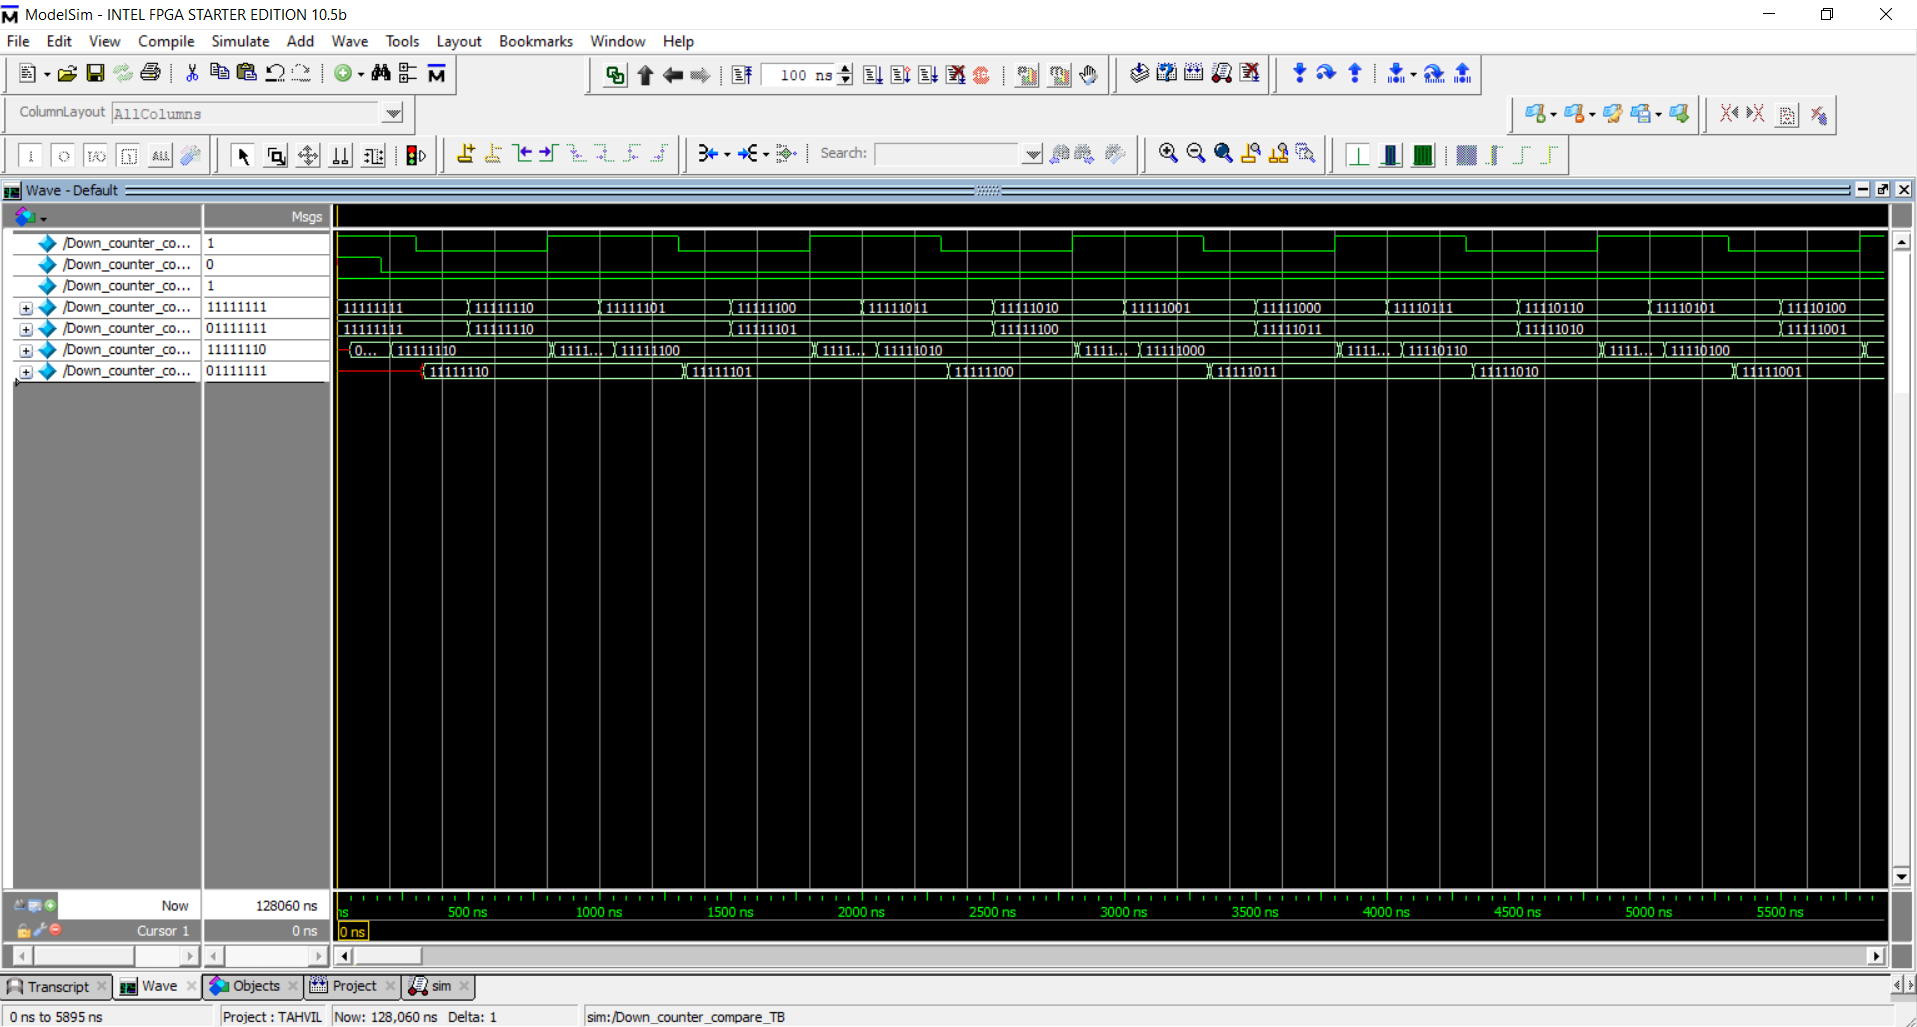 ModelSim - INTEL FPGA STARTER EDITION 10.5b
File Edit View Compile Simulate Add Wave Tools Layout Bookmarks Window Help
100 ns
ColumnLayout AllColumns
Search:
Wave - Default
Msgs
/Down_counter_co... 1
/Down_counter_co... 0
/Down_counter_co... 1
/Down_counter_co... 11111111 11111111 11111110 11111101 11111100 11111011 11111010 11111001 11111000 11110111 11110110 11110101 11110100
/Down_counter_co... 01111111 11111111 11111110 11111101 11111100 11111011 11111010 11111001
/Down_counter_co... 11111110 0... 11111110 1111... 11111100 1111... 11111010 1111... 11111000 1111... 11110110 1111... 11110100
/Down_counter_co... 01111111 11111110 11111101 11111100 11111011 11111010 11111001
Now 128060 ns ns 500 ns 1000 ns 1500 ns 2000 ns 2500 ns 3000 ns 3500 ns 4000 ns 4500 ns 5000 ns 5500 ns
Cursor 1 0 ns 0 ns
Transcript Wave Objects Project sim
0 ns to 5895 ns Project : TAHVIL Now: 128,060 ns Delta: 1 sim:/Down_counter_compare_TB